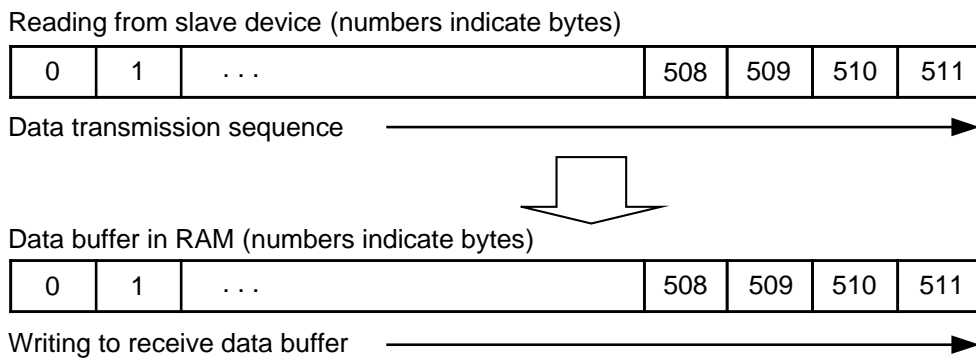 Reading from slave device (numbers indicate bytes)
0 1 . . . 508 509 510 511
Data transmission sequence
Data buffer in RAM (numbers indicate bytes)
0 1 . . . 508 509 510 511
Writing to receive data buffer